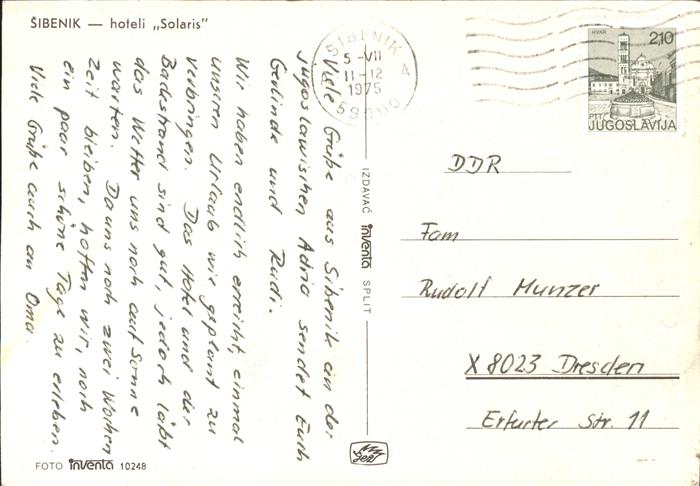 ŠIBENIK — hoteli „Solaris"
Viele Grüße aus Sibenik an der
jugoslawischen Adria sendet Euch
Gerlinde und Rudi.
Wir haben endlich erreicht, einmal
unseren Urlaub wie geplant zu
verbringen. Das Hotel und der
Badestrand sind gut, jedoch läßt
das Wetter uns noch auf Sonne
warten. Da uns noch zwei Wochen
Zeit bleiben, hoffen wir, noch
ein paar schöne Tage zu erleben.
Viele Grüße auch an Oma.
FOTO inventa 10248
IZDAVAČ inventa SPLIT
ŠIBENIK A
5-VII
11-12
1975
59000
HVAR
2,10
PTT
JUGOSLAVIJA
DDR
Fam
Rudolf Munzer
X 8023 Dresden
Erfurter Str. 11